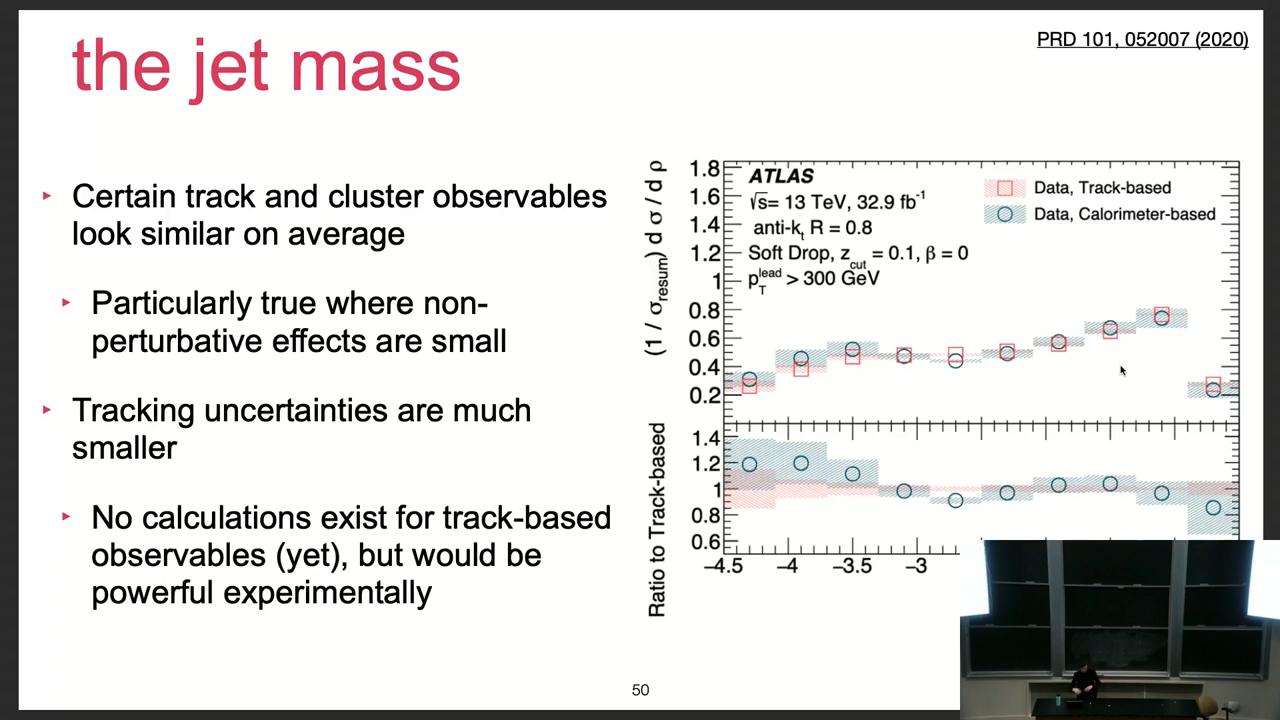 the jet mass
PRD 101, 052007 (2020)
‣ Certain track and cluster observables
look similar on average
‣ Particularly true where non-
perturbative effects are small
‣ Tracking uncertainties are much
smaller
‣ No calculations exist for track-based
observables (yet), but would be
powerful experimentally
(1 / σresum) d σ / d ρ
1.8
1.6
1.4
1.2
1
0.8
0.6
0.4
0.2
ATLAS
√s= 13 TeV, 32.9 fb-1
anti-kt R = 0.8
Soft Drop, zcut = 0.1, β = 0
pTlead > 300 GeV
Data, Track-based
Data, Calorimeter-based
Ratio to Track-based
1.4
1.2
1
0.8
0.6
−4.5 −4 −3.5 −3
50